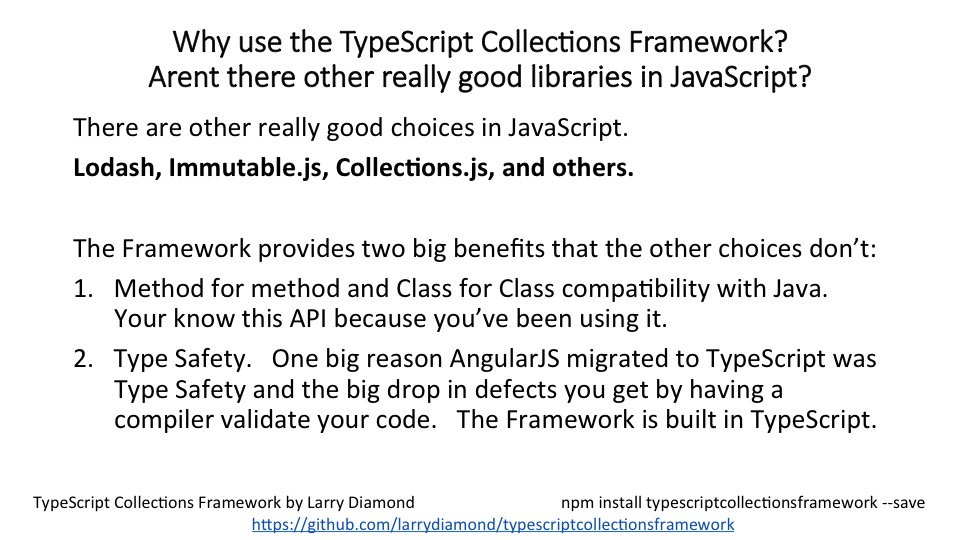 Why use the TypeScript Collections Framework?
Arent there other really good libraries in JavaScript?
There are other really good choices in JavaScript.
Lodash, Immutable.js, Collections.js, and others.
The Framework provides two big benefits that the other choices don’t:
1. Method for method and Class for Class compatibility with Java.
Your know this API because you’ve been using it.
2. Type Safety.   One big reason AngularJS migrated to TypeScript was
Type Safety and the big drop in defects you get by having a
compiler validate your code.   The Framework is built in TypeScript.
TypeScript Collections Framework by Larry Diamond
npm install typescriptcollectionsframework --save
https://github.com/larrydiamond/typescriptcollectionsframework